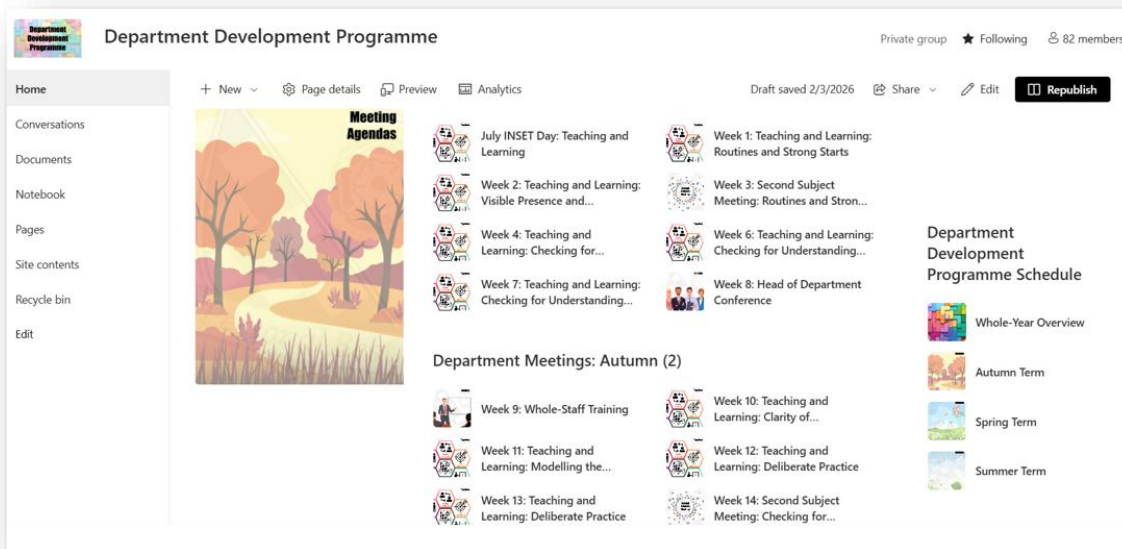 Department
Development
Programme
Department Development Programme
Private group
Following
82 members
Home
Conversations
Documents
Notebook
Pages
Site contents
Recycle bin
Edit
New
Page details
Preview
Analytics
Draft saved 2/3/2026
Share
Edit
Republish
Meeting
Agendas
July INSET Day: Teaching and
Learning
Week 1: Teaching and Learning:
Routines and Strong Starts
Week 2: Teaching and Learning:
Visible Presence and...
Week 3: Second Subject
Meeting: Routines and Stron...
Week 4: Teaching and
Learning: Checking for...
Week 6: Teaching and Learning:
Checking for Understanding...
Week 7: Teaching and Learning:
Checking for Understanding...
Week 8: Head of Department
Conference
Department Meetings: Autumn (2)
Week 9: Whole-Staff Training
Week 10: Teaching and
Learning: Clarity of...
Week 11: Teaching and
Learning: Modelling the...
Week 12: Teaching and
Learning: Deliberate Practice
Week 13: Teaching and
Learning: Deliberate Practice
Week 14: Second Subject
Meeting: Checking for...
Department
Development
Programme Schedule
Whole-Year Overview
Autumn Term
Spring Term
Summer Term